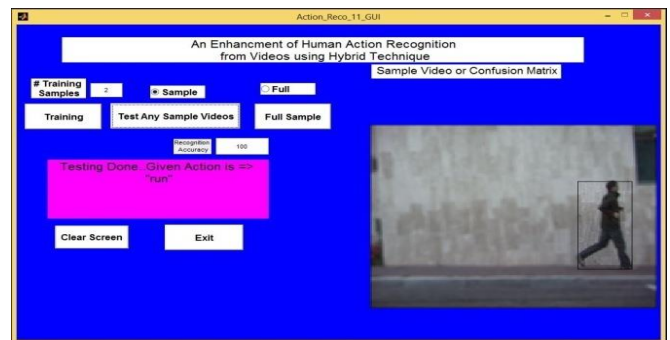 Action_Reco_11_GUI
An Enhancment of Human Action Recognition
from Videos using Hybrid Technique
Sample Video or Confusion Matrix
# Training
Samples
2
Sample
Full
Training
Test Any Sample Videos
Full Sample
Recognition
Accuracy
100
Testing Done..Given Action is =>
"run"
Clear Screen
Exit